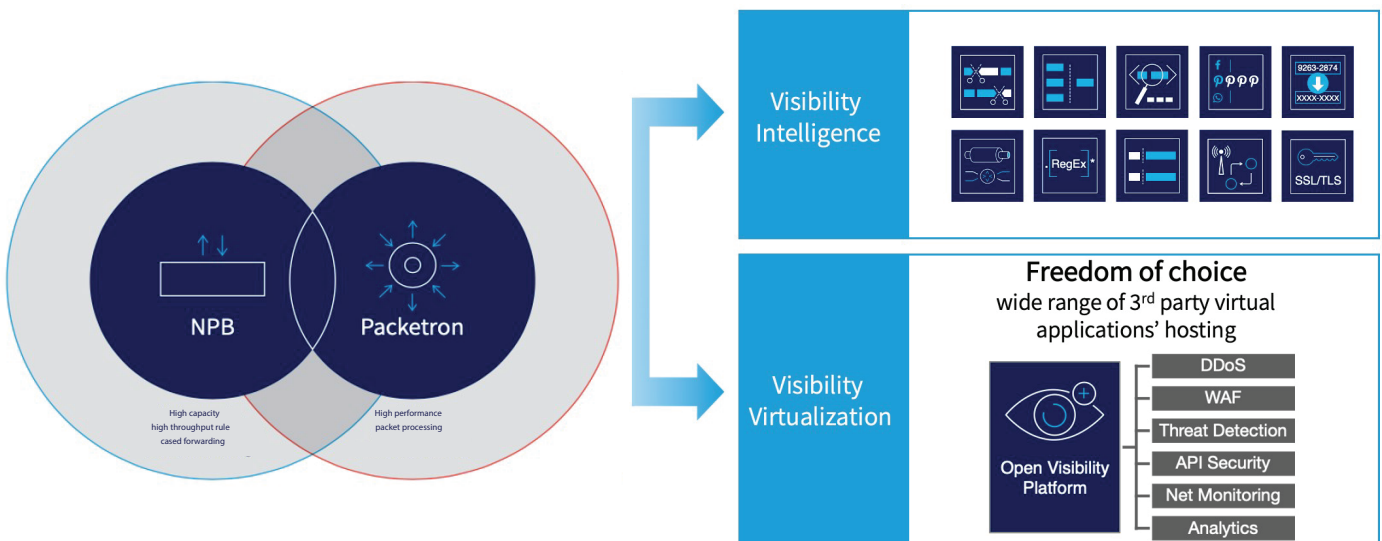 NPB
Packetron
High capacity
high throughput rule
cased forwarding
High performance
packet processing
Visibility
Intelligence
9263-2874
XXXX-XXXX
.[RegEx]*
SSL/TLS
Visibility
Virtualization
Freedom of choice
wide range of 3rd party virtual
applications’ hosting
Open Visibility
Platform
DDoS
WAF
Threat Detection
API Security
Net Monitoring
Analytics